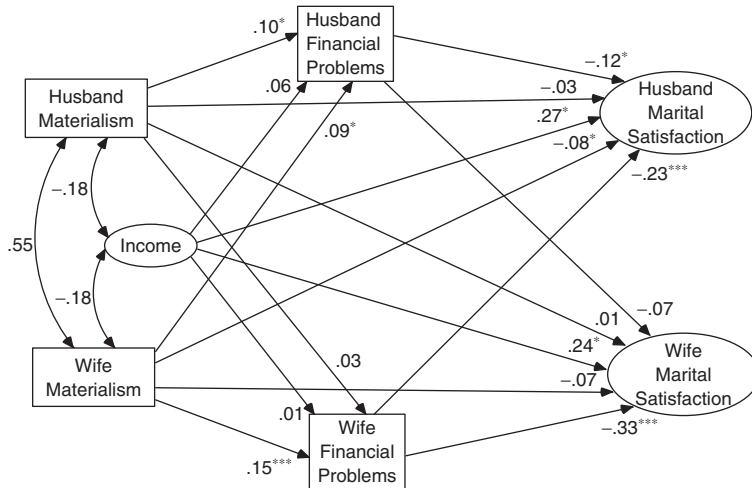 Husband
Financial
Problems
.10*
-.12*
Husband
Materialism
.06
-.03
Husband
Marital
Satisfaction
.27*
.09*
-.08*
-.23***
-.18
Income
.55
-.18
-.07
.01
Wife
Materialism
.03
.24*
Wife
Marital
Satisfaction
-.07
.01
Wife
Financial
Problems
.15***
-.33***